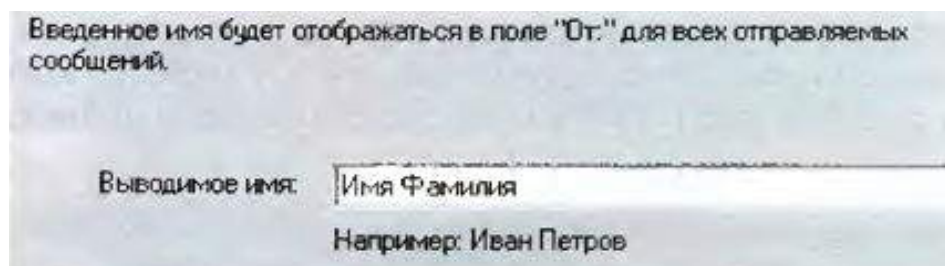 Введенное имя будет отображаться в поле "От:" для всех отправляемых
сообщений.
Выводимое имя: Имя Фамилия
Например: Иван Петров